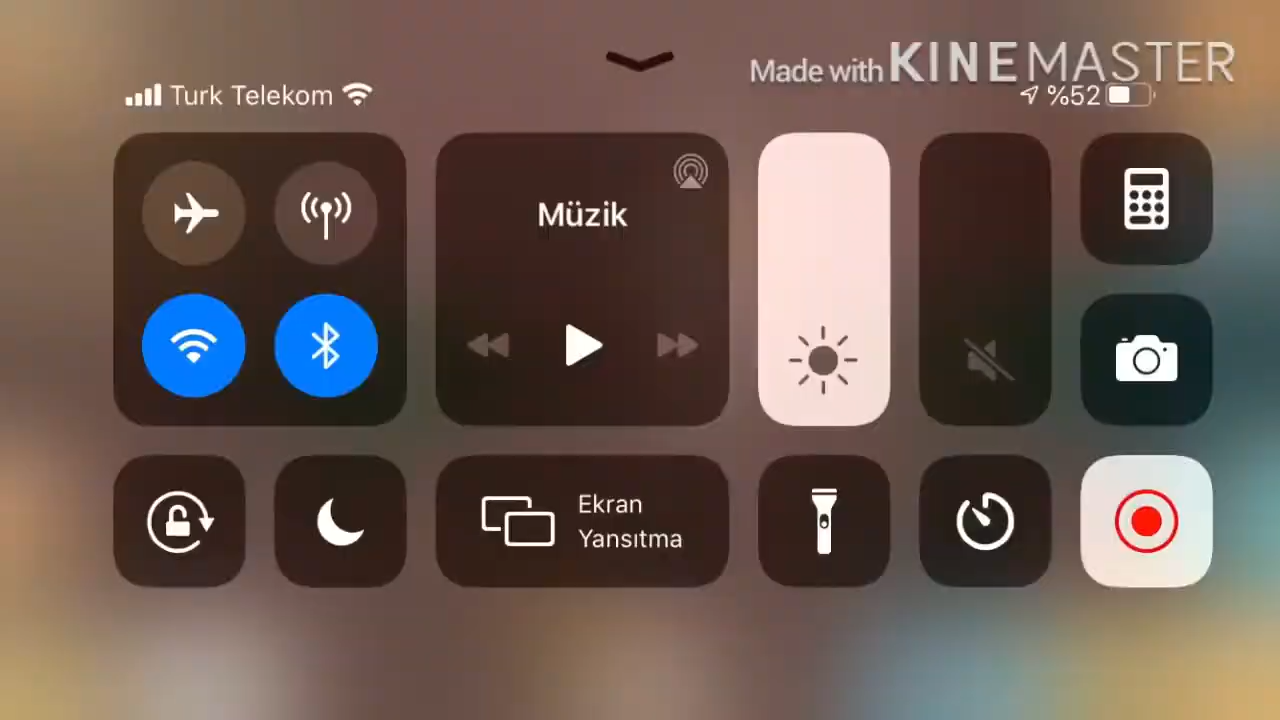 Made with KINEMASTER
Turk Telekom
%52
Müzik
Ekran
Yansıtma